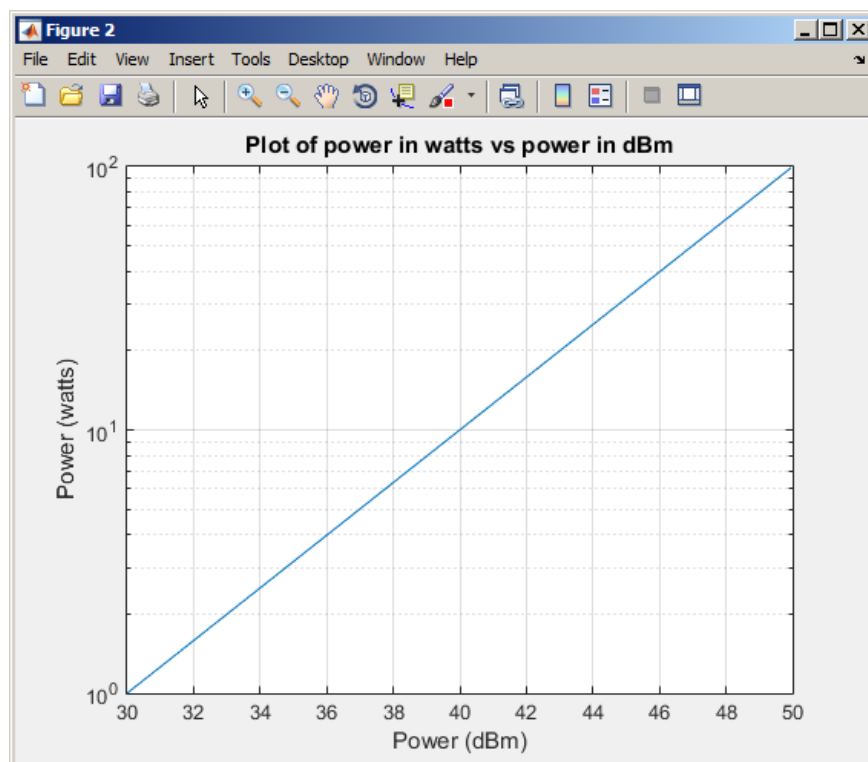 Figure 2
File Edit View Insert Tools Desktop Window Help
Plot of power in watts vs power in dBm
10^2
10^1
10^0
Power (watts)
30 32 34 36 38 40 42 44 46 48 50
Power (dBm)